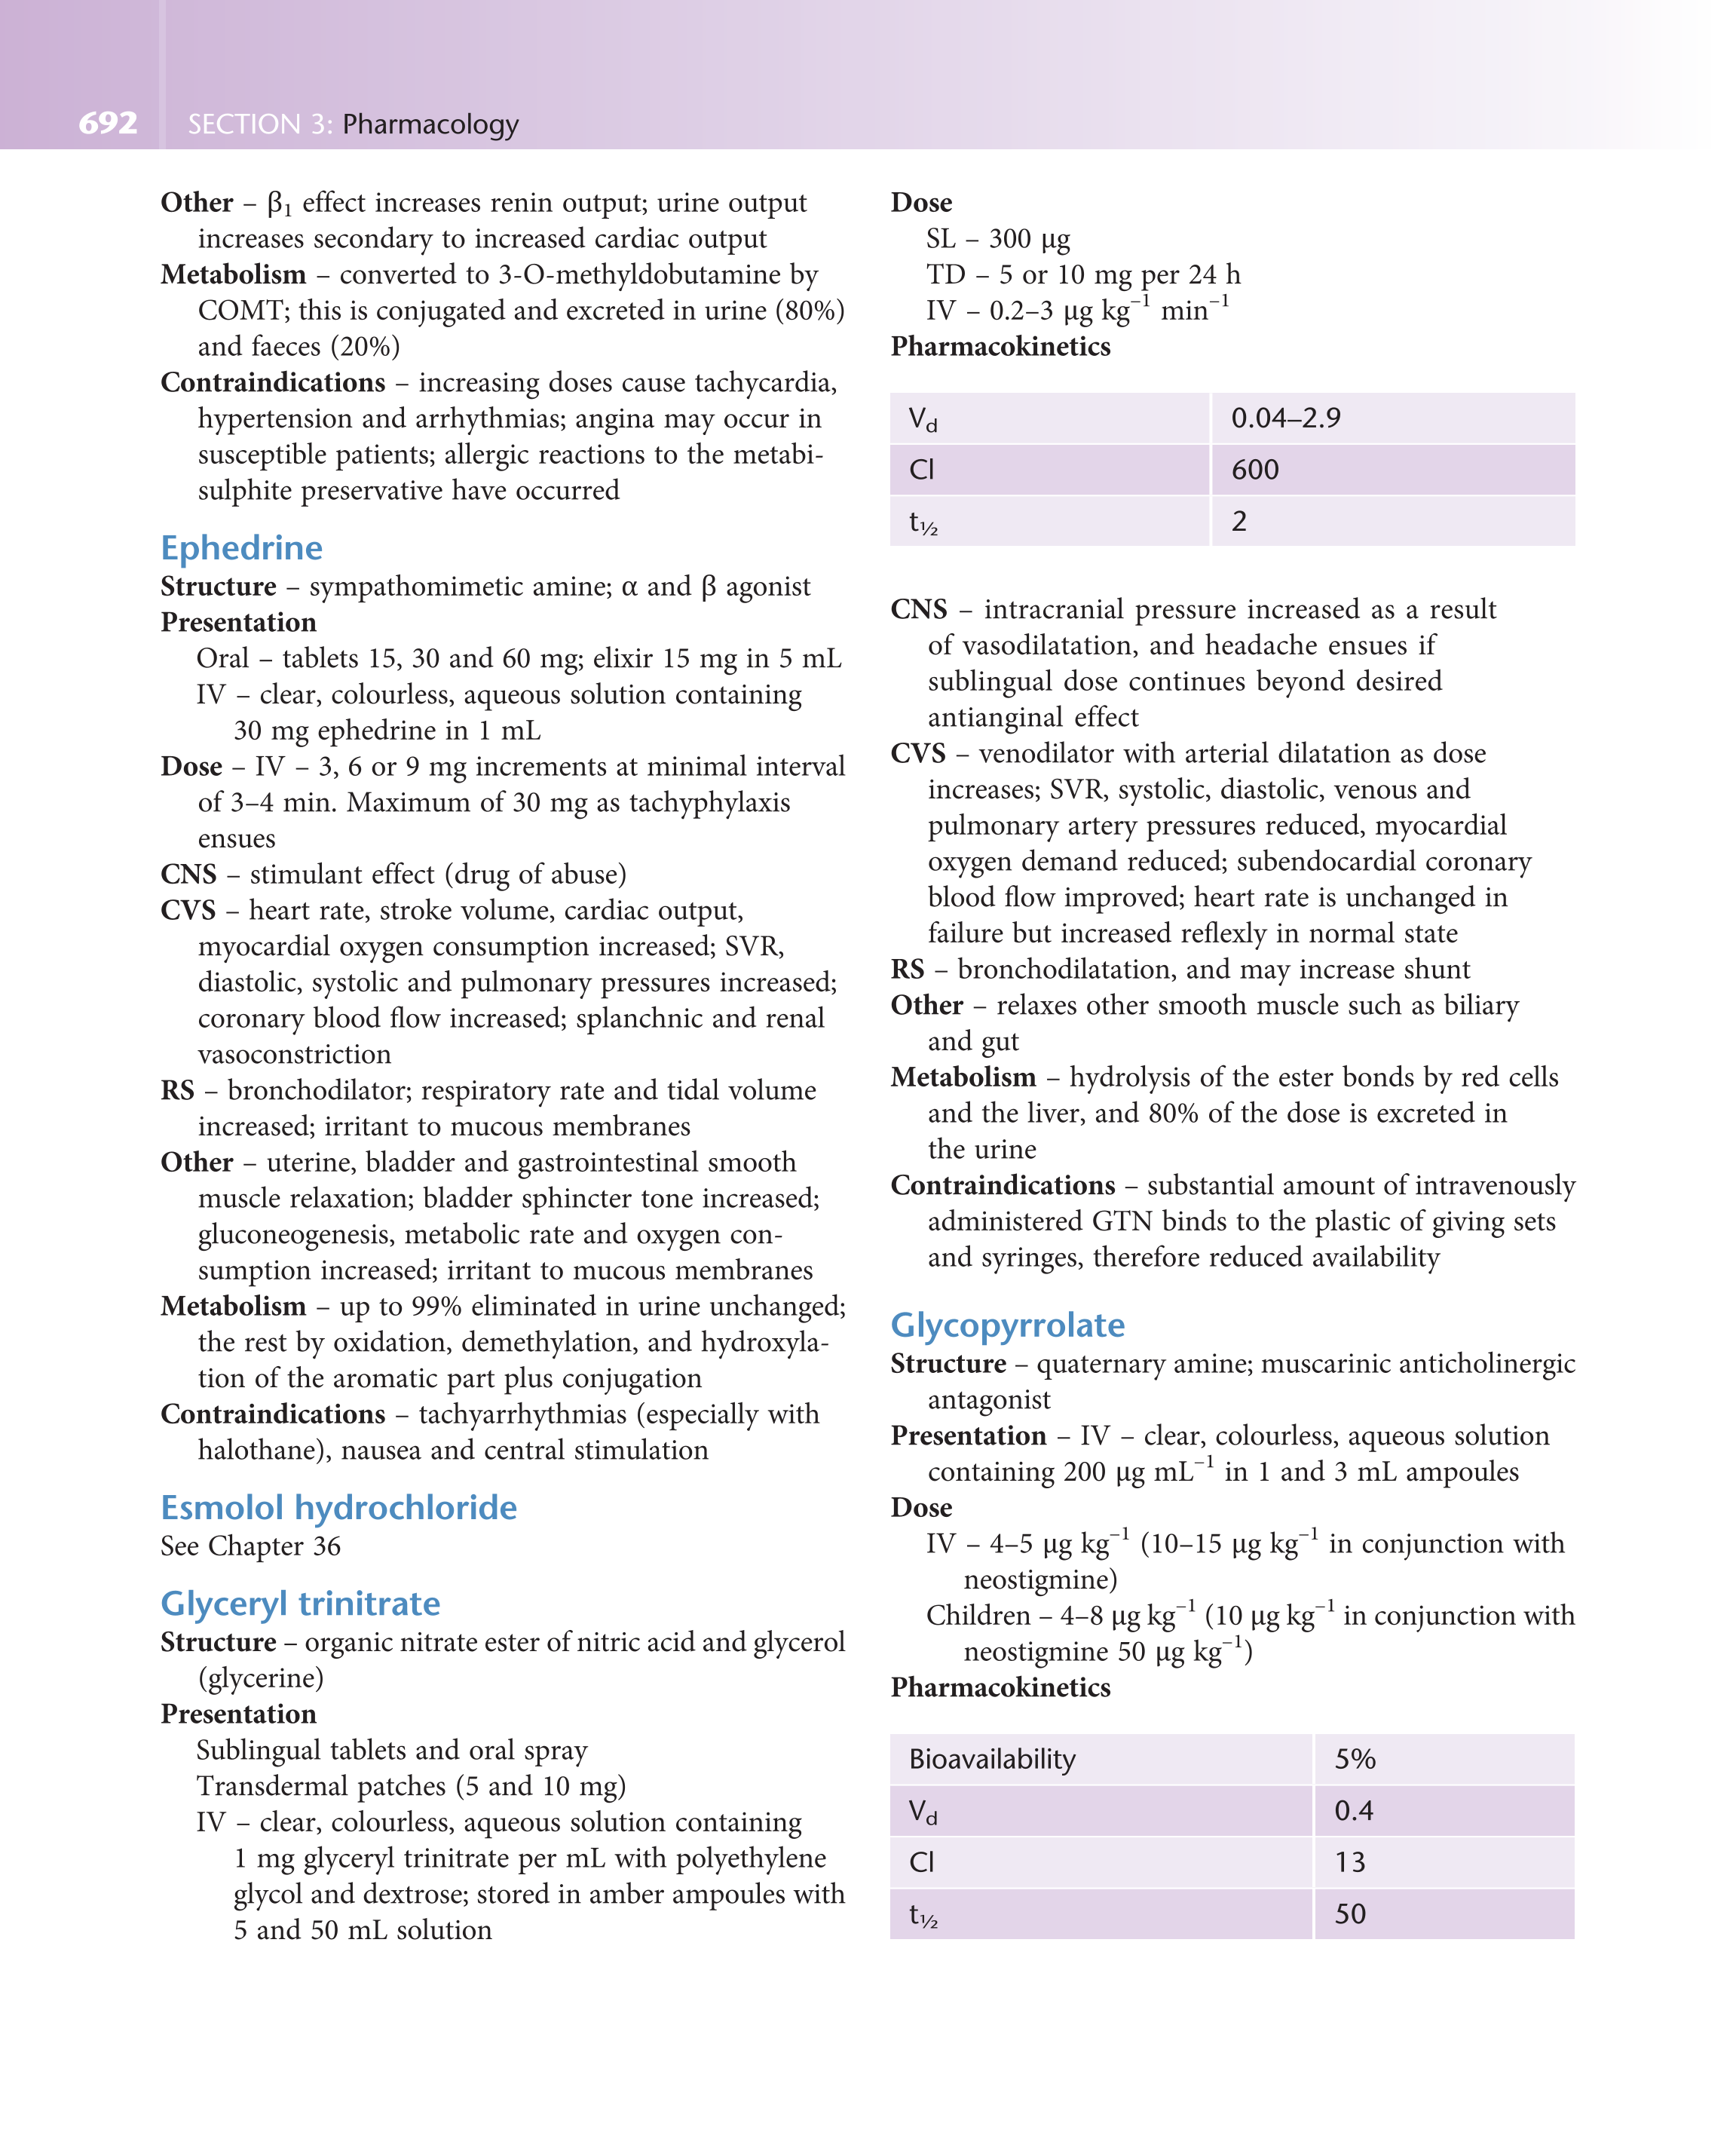 692 SECTION 3: Pharmacology
Other – β₁ effect increases renin output; urine output
increases secondary to increased cardiac output
Metabolism – converted to 3-O-methyldobutamine by
COMT; this is conjugated and excreted in urine (80%)
and faeces (20%)
Contraindications – increasing doses cause tachycardia,
hypertension and arrhythmias; angina may occur in
susceptible patients; allergic reactions to the metabi-
sulphite preservative have occurred
Ephedrine
Structure – sympathomimetic amine; α and β agonist
Presentation
Oral – tablets 15, 30 and 60 mg; elixir 15 mg in 5 mL
IV – clear, colourless, aqueous solution containing
30 mg ephedrine in 1 mL
Dose – IV – 3, 6 or 9 mg increments at minimal interval
of 3–4 min. Maximum of 30 mg as tachyphylaxis
ensues
CNS – stimulant effect (drug of abuse)
CVS – heart rate, stroke volume, cardiac output,
myocardial oxygen consumption increased; SVR,
diastolic, systolic and pulmonary pressures increased;
coronary blood flow increased; splanchnic and renal
vasoconstriction
RS – bronchodilator; respiratory rate and tidal volume
increased; irritant to mucous membranes
Other – uterine, bladder and gastrointestinal smooth
muscle relaxation; bladder sphincter tone increased;
gluconeogenesis, metabolic rate and oxygen con-
sumption increased; irritant to mucous membranes
Metabolism – up to 99% eliminated in urine unchanged;
the rest by oxidation, demethylation, and hydroxyla-
tion of the aromatic part plus conjugation
Contraindications – tachyarrhythmias (especially with
halothane), nausea and central stimulation
Esmolol hydrochloride
See Chapter 36
Glyceryl trinitrate
Structure – organic nitrate ester of nitric acid and glycerol
(glycerine)
Presentation
Sublingual tablets and oral spray
Transdermal patches (5 and 10 mg)
IV – clear, colourless, aqueous solution containing
1 mg glyceryl trinitrate per mL with polyethylene
glycol and dextrose; stored in amber ampoules with
5 and 50 mL solution
Dose
SL – 300 μg
TD – 5 or 10 mg per 24 h
IV – 0.2–3 μg kg⁻¹ min⁻¹
Pharmacokinetics
Vd 0.04–2.9
Cl 600
t½ 2
CNS – intracranial pressure increased as a result
of vasodilatation, and headache ensues if
sublingual dose continues beyond desired
antianginal effect
CVS – venodilator with arterial dilatation as dose
increases; SVR, systolic, diastolic, venous and
pulmonary artery pressures reduced, myocardial
oxygen demand reduced; subendocardial coronary
blood flow improved; heart rate is unchanged in
failure but increased reflexly in normal state
RS – bronchodilatation, and may increase shunt
Other – relaxes other smooth muscle such as biliary
and gut
Metabolism – hydrolysis of the ester bonds by red cells
and the liver, and 80% of the dose is excreted in
the urine
Contraindications – substantial amount of intravenously
administered GTN binds to the plastic of giving sets
and syringes, therefore reduced availability
Glycopyrrolate
Structure – quaternary amine; muscarinic anticholinergic
antagonist
Presentation – IV – clear, colourless, aqueous solution
containing 200 μg mL⁻¹ in 1 and 3 mL ampoules
Dose
IV – 4–5 μg kg⁻¹ (10–15 μg kg⁻¹ in conjunction with
neostigmine)
Children – 4–8 μg kg⁻¹ (10 μg kg⁻¹ in conjunction with
neostigmine 50 μg kg⁻¹)
Pharmacokinetics
Bioavailability 5%
Vd 0.4
Cl 13
t½ 50